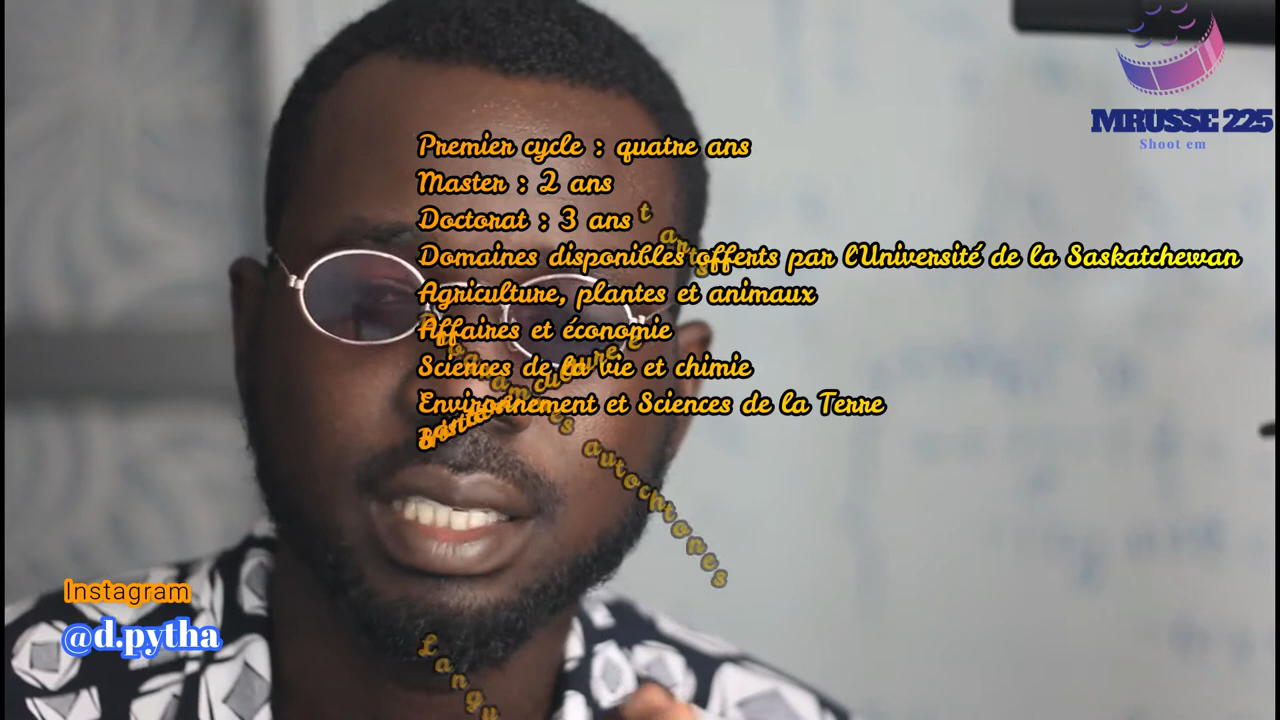 MRUSSE 225
Shoot em
Premier cycle : quatre ans
Master : 2 ans
Doctorat : 3 ans
Domaines disponibles offerts par l'Université de la Saskatchewan
Agriculture, plantes et animaux
Affaires et économie
Sciences de la vie et chimie
Environnement et Sciences de la Terre
autochtones
Langu
Instagram
@d.pytha